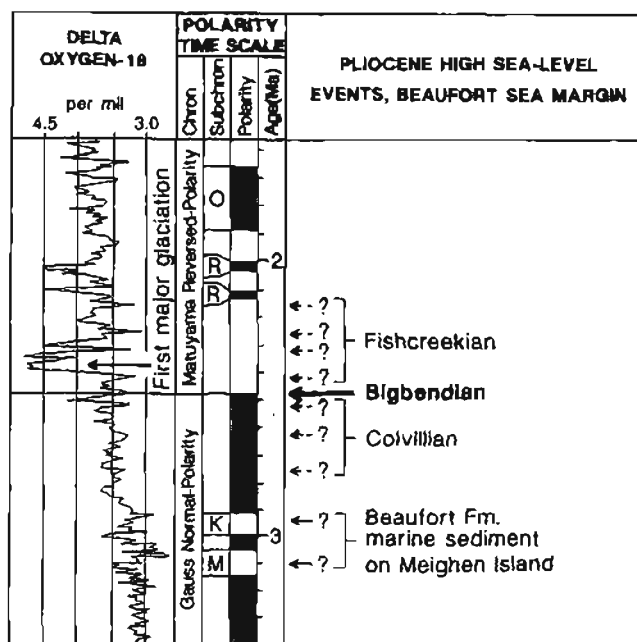 DELTA
OXYGEN-18
per mil
4.5
3.0
POLARITY
TIME SCALE
Chron
Subchron
Polarity
Age(Ma)
PLIOCENE HIGH SEA-LEVEL
EVENTS, BEAUFORT SEA MARGIN
First major glaciation
Matuyama Reversed-Polarity
Gauss Normal-Polarity
O
R
R
K
M
2
3
?
?
?
?
Fishcreekian
Bigbendian
?
?
?
Colvillian
?
?
Beaufort Fm.
marine sediment
on Meighen Island